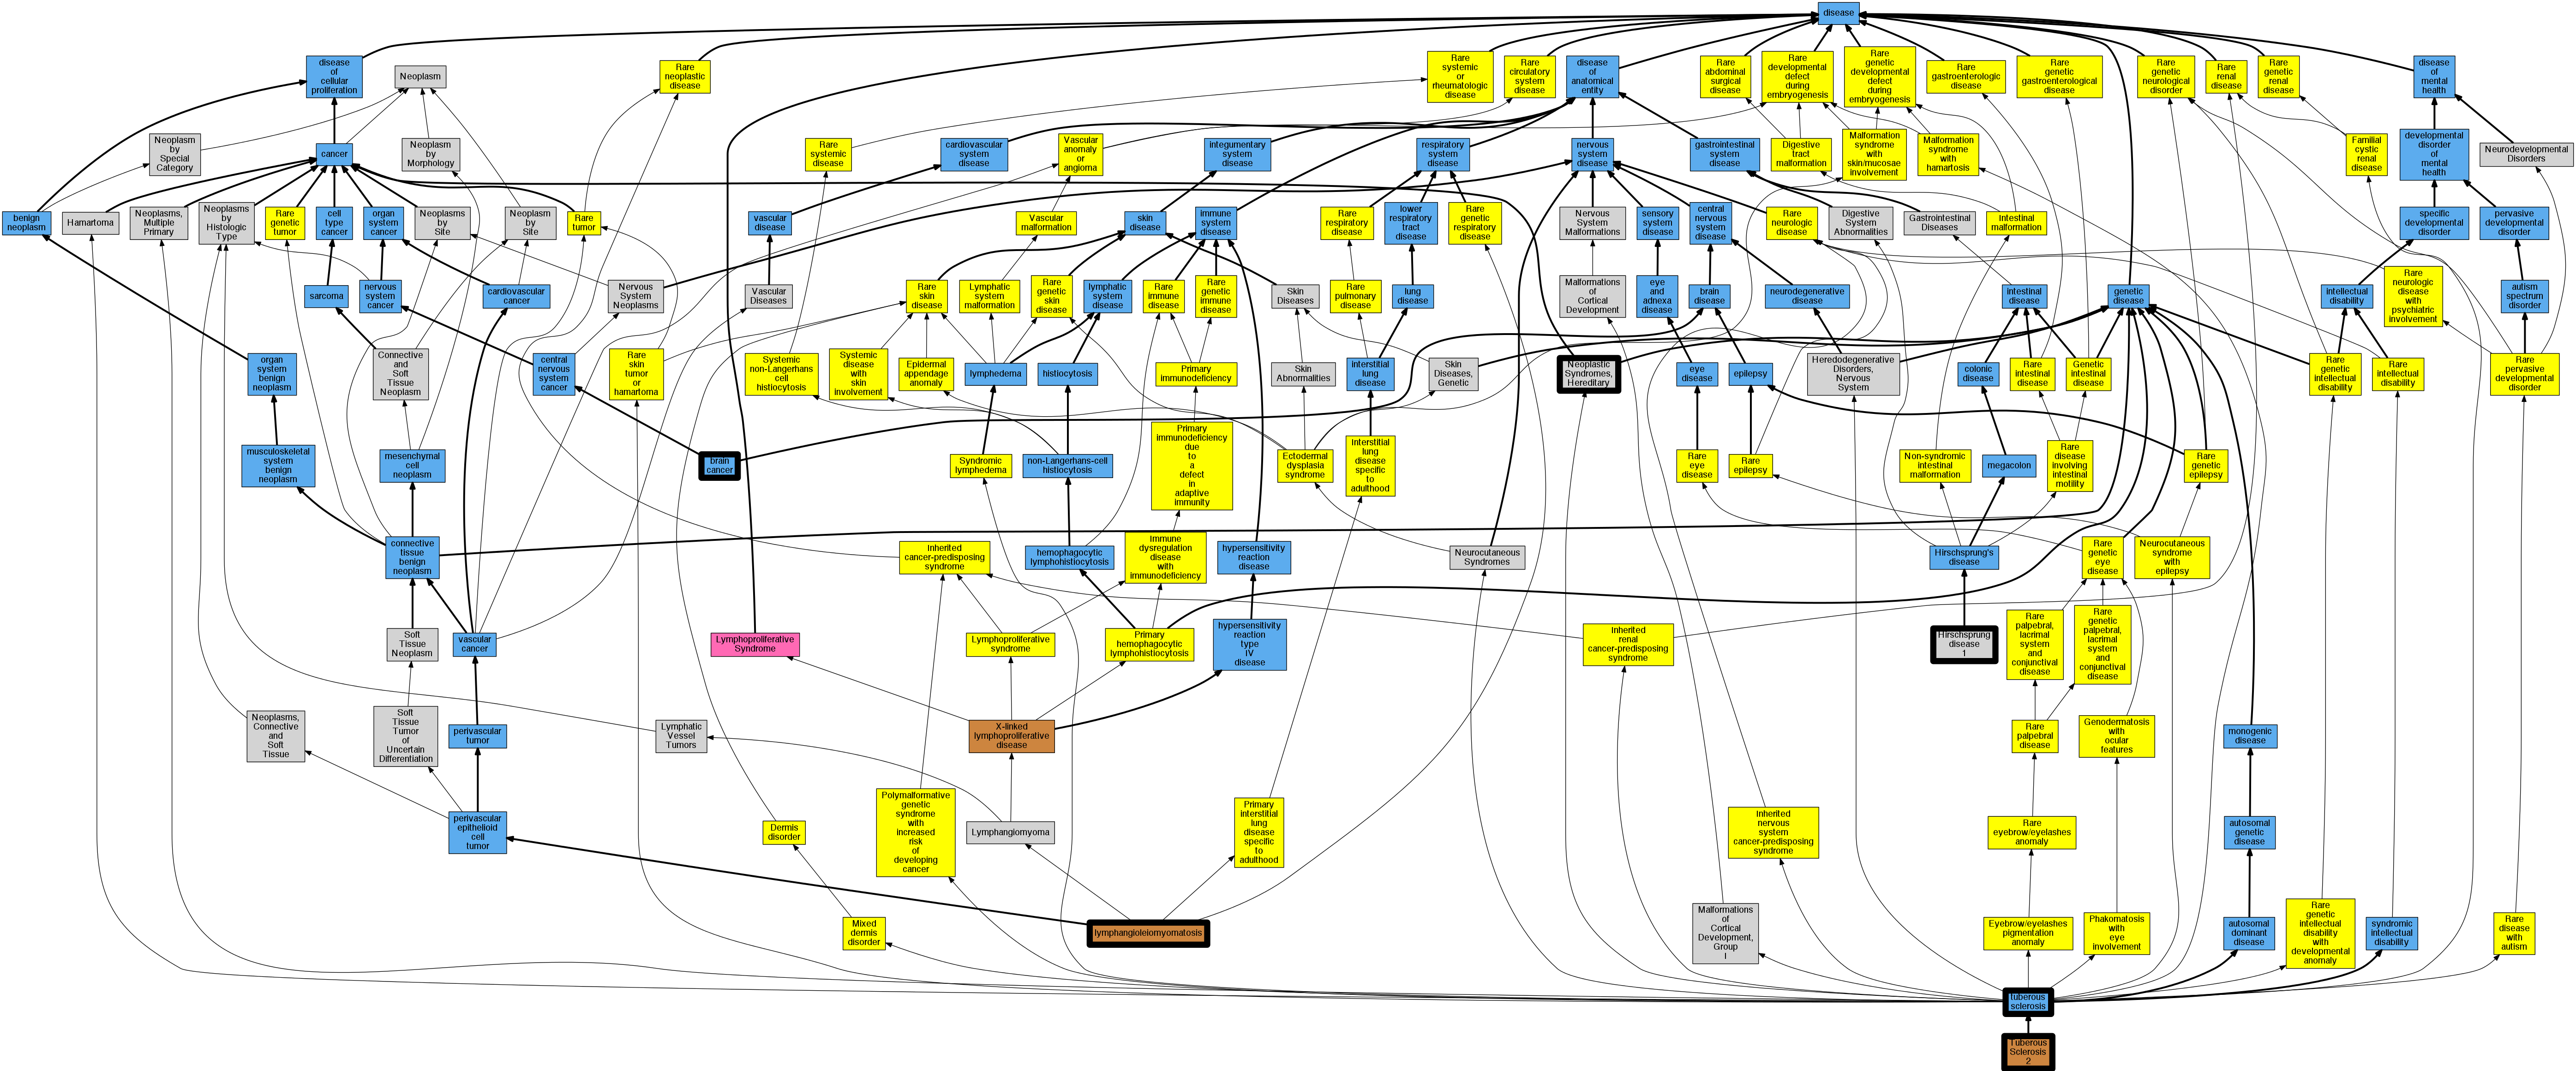 disease
disease
of
cellular
proliferation
Neoplasm
Rare
neoplastic
disease
Rare
systemic
or
rheumatologic
disease
Rare
circulatory
system
disease
disease
of
anatomical
entity
Rare
abdominal
surgical
disease
Rare
developmental
defect
during
embryogenesis
Rare
genetic
developmental
defect
during
embryogenesis
Rare
gastroenterologic
disease
Rare
genetic
gastroenterological
disease
Rare
genetic
neurological
disorder
Rare
renal
disease
Rare
genetic
renal
disease
disease
of
mental
health
Neoplasm
by
Special
Category
cancer
Neoplasm
by
Morphology
Rare
systemic
disease
cardiovascular
system
disease
Vascular
anomaly
or
angioma
integumentary
system
disease
respiratory
system
disease
nervous
system
disease
gastrointestinal
system
disease
Digestive
tract
malformation
Malformation
syndrome
with
skin/mucosae
involvement
Malformation
syndrome
with
hamartosis
Familial
cystic
renal
disease
developmental
disorder
of
mental
health
Neurodevelopmental
Disorders
benign
neoplasm
Hamartoma
Neoplasms,
Multiple
Primary
Neoplasms
by
Histologic
Type
Rare
genetic
tumor
cell
type
cancer
organ
system
cancer
Neoplasms
by
Site
Neoplasm
by
Site
Rare
tumor
vascular
disease
Vascular
malformation
skin
disease
immune
system
disease
Rare
respiratory
disease
lower
respiratory
tract
disease
Rare
genetic
respiratory
disease
Nervous
System
Malformations
sensory
system
disease
central
nervous
system
disease
Rare
neurologic
disease
Digestive
System
Abnormalities
Gastrointestinal
Diseases
Intestinal
malformation
specific
developmental
disorder
pervasive
developmental
disorder
sarcoma
nervous
system
cancer
cardiovascular
cancer
Nervous
System
Neoplasms
Vascular
Diseases
Rare
skin
disease
Lymphatic
system
malformation
Rare
genetic
skin
disease
lymphatic
system
disease
Rare
immune
disease
Rare
genetic
immune
disease
Skin
Diseases
Rare
pulmonary
disease
lung
disease
Malformations
of
Cortical
Development
eye
and
adnexa
disease
brain
disease
neurodegenerative
disease
intestinal
disease
genetic
disease
intellectual
disability
Rare
neurologic
disease
with
psychiatric
involvement
autism
spectrum
disorder
organ
system
benign
neoplasm
Connective
and
Soft
Tissue
Neoplasm
central
nervous
system
cancer
Rare
skin
tumor
or
hamartoma
Systemic
non-Langerhans
cell
histiocytosis
Systemic
disease
with
skin
involvement
Epidermal
appendage
anomaly
lymphedema
histiocytosis
Primary
immunodeficiency
Skin
Abnormalities
interstitial
lung
disease
Skin
Diseases,
Genetic
Neoplastic
Syndromes,
Hereditary
eye
disease
epilepsy
Heredodegenerative
Disorders,
Nervous
System
colonic
disease
Rare
intestinal
disease
Genetic
intestinal
disease
Rare
genetic
intellectual
disability
Rare
intellectual
disability
Rare
pervasive
developmental
disorder
musculoskeletal
system
benign
neoplasm
mesenchymal
cell
neoplasm
brain
cancer
Syndromic
lymphedema
non-Langerhans-cell
histiocytosis
Primary
immunodeficiency
due
to
a
defect
in
adaptive
immunity
Ectodermal
dysplasia
syndrome
Interstitial
lung
disease
specific
to
adulthood
Rare
eye
disease
Rare
epilepsy
Non-syndromic
intestinal
malformation
megacolon
Rare
disease
involving
intestinal
motility
Rare
genetic
epilepsy
connective
tissue
benign
neoplasm
Inherited
cancer-predisposing
syndrome
hemophagocytic
lymphohistiocytosis
Immune
dysregulation
disease
with
immunodeficiency
hypersensitivity
reaction
disease
Neurocutaneous
Syndromes
Hirschsprung's
disease
Rare
genetic
eye
disease
Neurocutaneous
syndrome
with
epilepsy
Soft
Tissue
Neoplasm
vascular
cancer
Lymphoproliferative
Syndrome
Lymphoproliferative
syndrome
Primary
hemophagocytic
lymphohistiocytosis
hypersensitivity
reaction
type
IV
disease
Inherited
renal
cancer-predisposing
syndrome
Hirschsprung
disease
1
Rare
palpebral,
lacrimal
system
and
conjunctival
disease
Rare
genetic
palpebral,
lacrimal
system
and
conjunctival
disease
Neoplasms,
Connective
and
Soft
Tissue
Soft
Tissue
Tumor
of
Uncertain
Differentiation
perivascular
tumor
Lymphatic
Vessel
Tumors
X-linked
lymphoproliferative
disease
Rare
palpebral
disease
Genodermatosis
with
ocular
features
monogenic
disease
perivascular
epithelioid
cell
tumor
Dermis
disorder
Polymalformative
genetic
syndrome
with
increased
risk
of
developing
cancer
Lymphangiomyoma
Primary
interstitial
lung
disease
specific
to
adulthood
Inherited
nervous
system
cancer-predisposing
syndrome
Rare
eyebrow/eyelashes
anomaly
autosomal
genetic
disease
Mixed
dermis
disorder
lymphangioleiomyomatosis
Malformations
of
Cortical
Development,
Group
I
Eyebrow/eyelashes
pigmentation
anomaly
Phakomatosis
with
eye
involvement
autosomal
dominant
disease
Rare
genetic
intellectual
disability
with
developmental
anomaly
syndromic
intellectual
disability
Rare
disease
with
autism
tuberous
sclerosis
Tuberous
Sclerosis
2